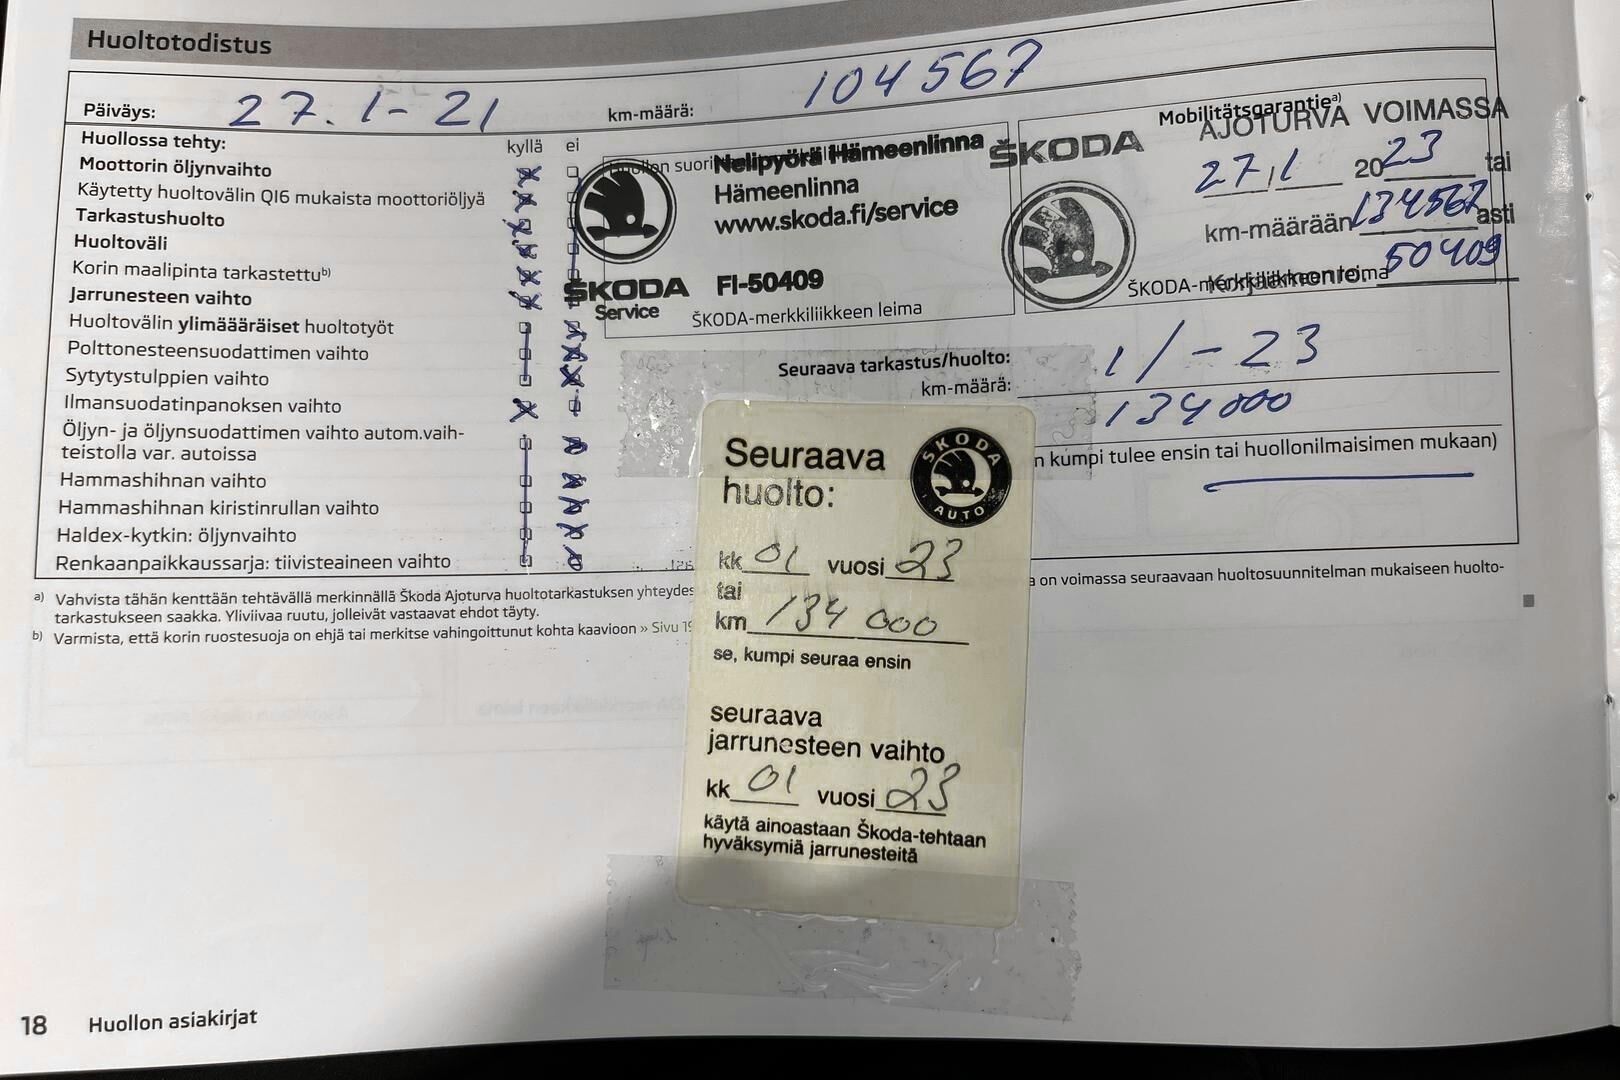 Huoltotodistus
Päiväys: 27.1-21 km-määrä: 104567
Huollossa tehty: kyllä ei
Moottorin öljynvaihto
Käytetty huoltovälin QI6 mukaista moottoriöljyä
Tarkastushuolto
Huoltoväli
Korin maalipinta tarkastettu b)
Jarrunesteen vaihto
Huoltovälin ylimäääräiset huoltotyöt
Polttonesteensuodattimen vaihto
Sytytystulppien vaihto
Ilmansuodatinpanoksen vaihto
Öljyn- ja öljynsuodattimen vaihto autom.vaih-
teistolla var. autoissa
Hammashihnan vaihto
Hammashihnan kiristinrullan vaihto
Haldex-kytkin: öljynvaihto
Renkaanpaikkaussarja: tiivisteaineen vaihto
Nelipyörä Hämeenlinna
Hämeenlinna
www.skoda.fi/service
ŠKODA FI-50409
Service
ŠKODA-merkkiliikkeen leima
Mobilitätsgarantie a)
ŠKODA AJOTURVA VOIMASSA
27.1 2023 tai
km-määrään 134567 asti
50409
ŠKODA-merkkiliikkeen leima
Seuraava tarkastus/huolto: 1/-23
km-määrä: 134000
n kumpi tulee ensin tai huollonilmaisimen mukaan)
a) Vahvista tähän kenttään tehtävällä merkinnällä Škoda Ajoturva huoltotarkastuksen yhteydes
a on voimassa seuraavaan huoltosuunnitelman mukaiseen huolto-
tarkastukseen saakka. Yliviivaa ruutu, jolleivät vastaavat ehdot täyty.
b) Varmista, että korin ruostesuoja on ehjä tai merkitse vahingoittunut kohta kaavioon » Sivu 19
Seuraava
huolto:
SKODA
AUTO
kk 01 vuosi 23
tai
km 134 000
se, kumpi seuraa ensin
seuraava
jarrunesteen vaihto
kk 01 vuosi 23
käytä ainoastaan Škoda-tehtaan
hyväksymiä jarrunesteitä
18 Huollon asiakirjat